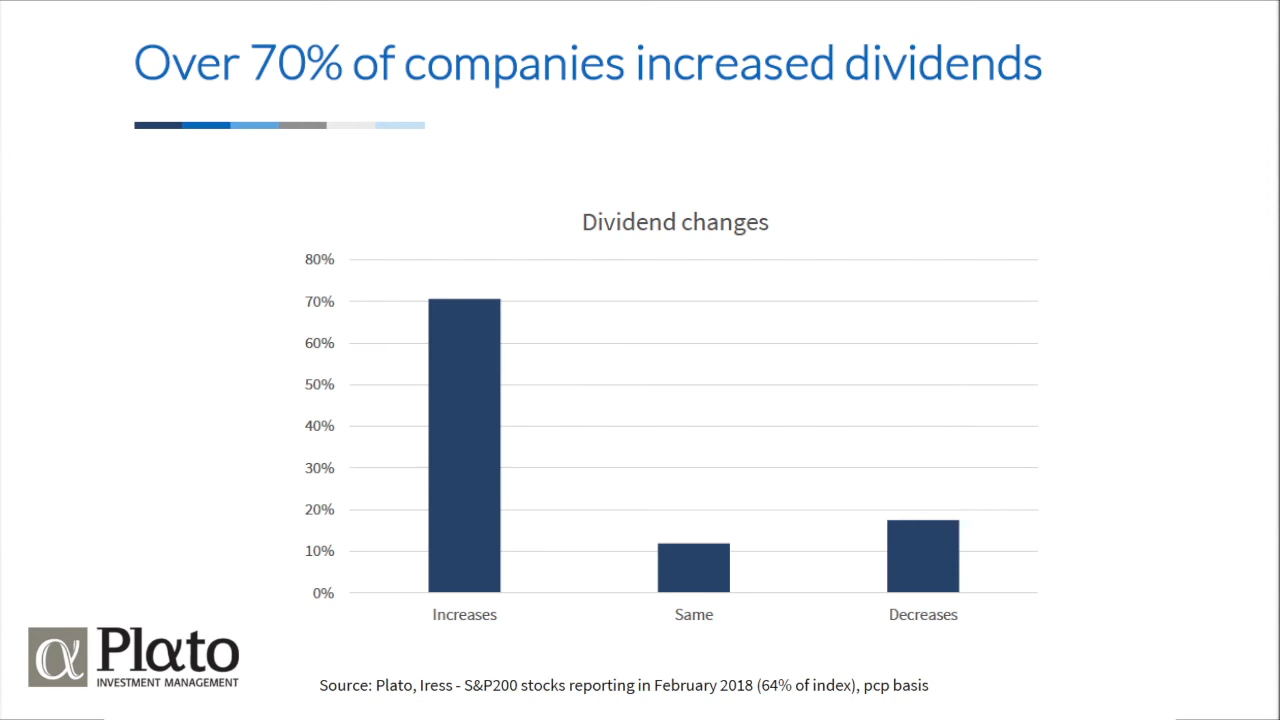 Over 70% of companies increased dividends
Dividend changes
80%
70%
60%
50%
40%
30%
20%
10%
0%
Increases Same Decreases
α Plαto
INVESTMENT MANAGEMENT
Source: Plato, Iress - S&P200 stocks reporting in February 2018 (64% of index), pcp basis